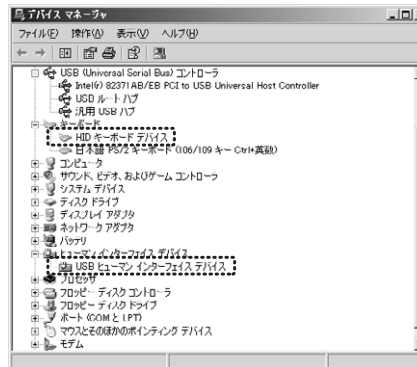 デバイス マネージャ
ファイル(F) 操作(A) 表示(V) ヘルプ(H)
USB (Universal Serial Bus) コントローラ
Intel(r) 82371AB/EB PCI to USB Universal Host Controller
USB ルート ハブ
汎用 USB ハブ
キーボード
HID キーボード デバイス
日本語 PS/2 キーボード (106/109 キー Ctrl+英数)
コンピュータ
サウンド、ビデオ、およびゲーム コントローラ
システム デバイス
ディスク ドライブ
ディスプレイ アダプタ
ネットワーク アダプタ
バッテリ
ヒューマン インターフェイス デバイス
USB ヒューマン インターフェイス デバイス
プロセッサ
フロッピー ディスク コントローラ
フロッピー ディスク ドライブ
ポート (COM と LPT)
マウスとそのほかのポインティング デバイス
モデム